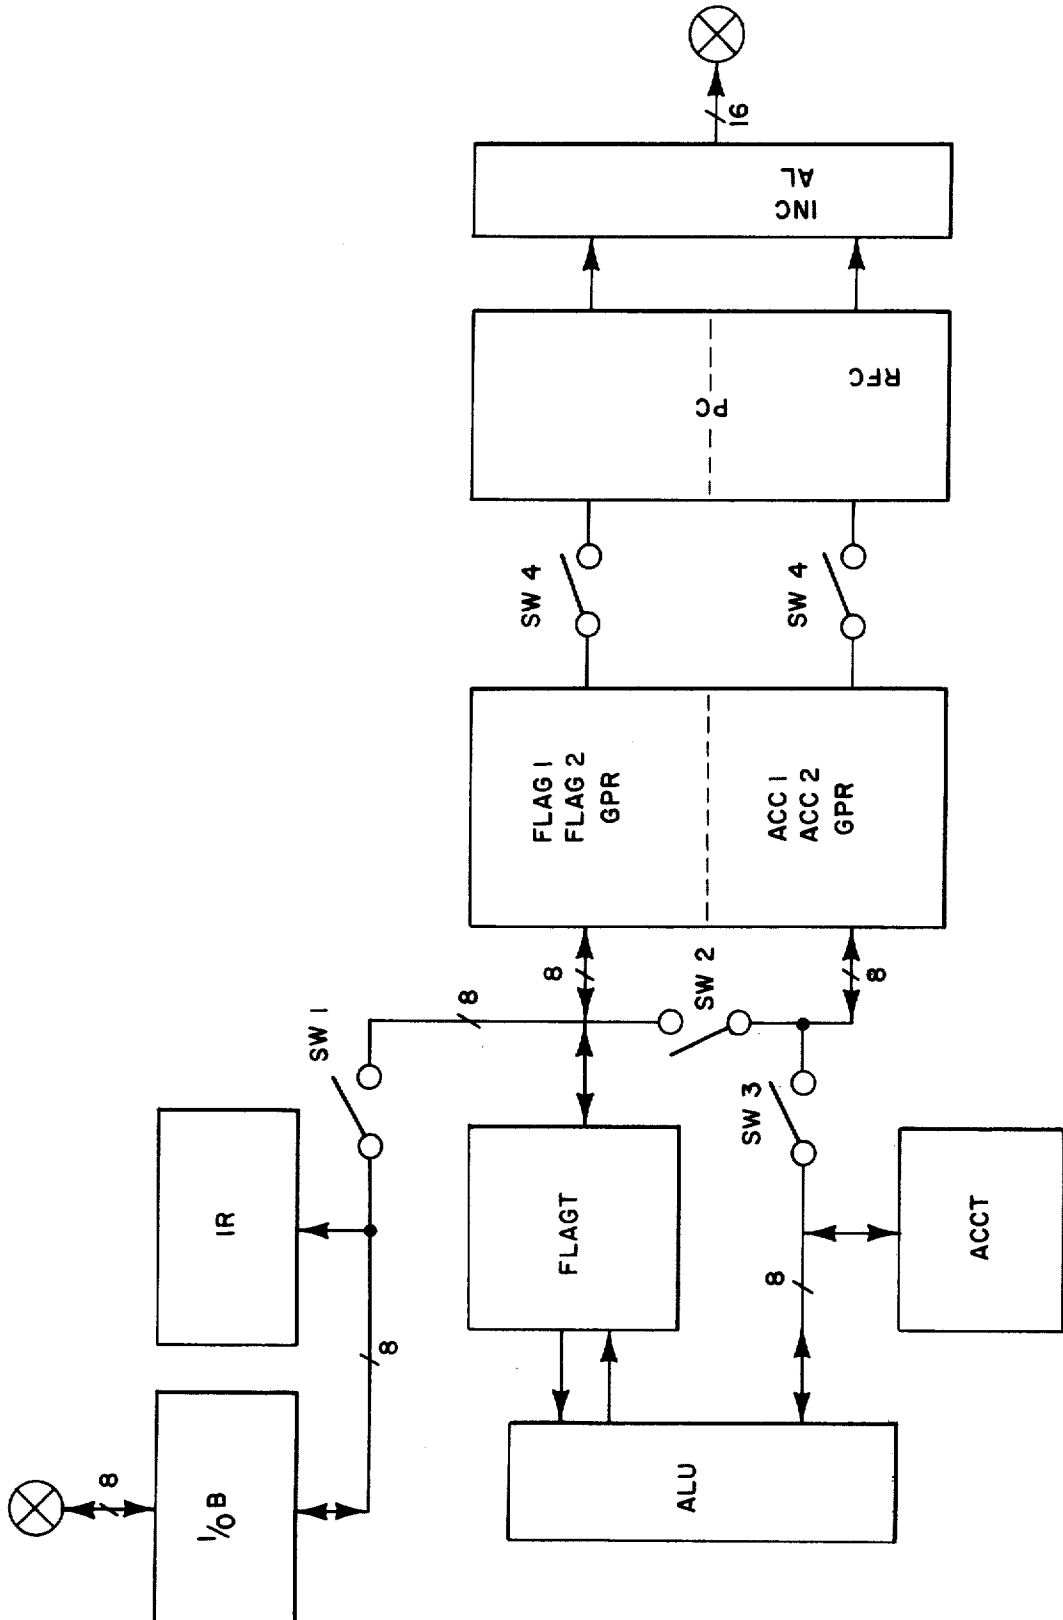 16
INC
AL
PC
RFC
SW 4
SW 4
FLAG 1
FLAG 2
GPR
ACC 1
ACC 2
GPR
8
8
8
SW 2
SW 1
SW 3
IR
FLAGT
ACCT
8
8
8
I/OB
ALU